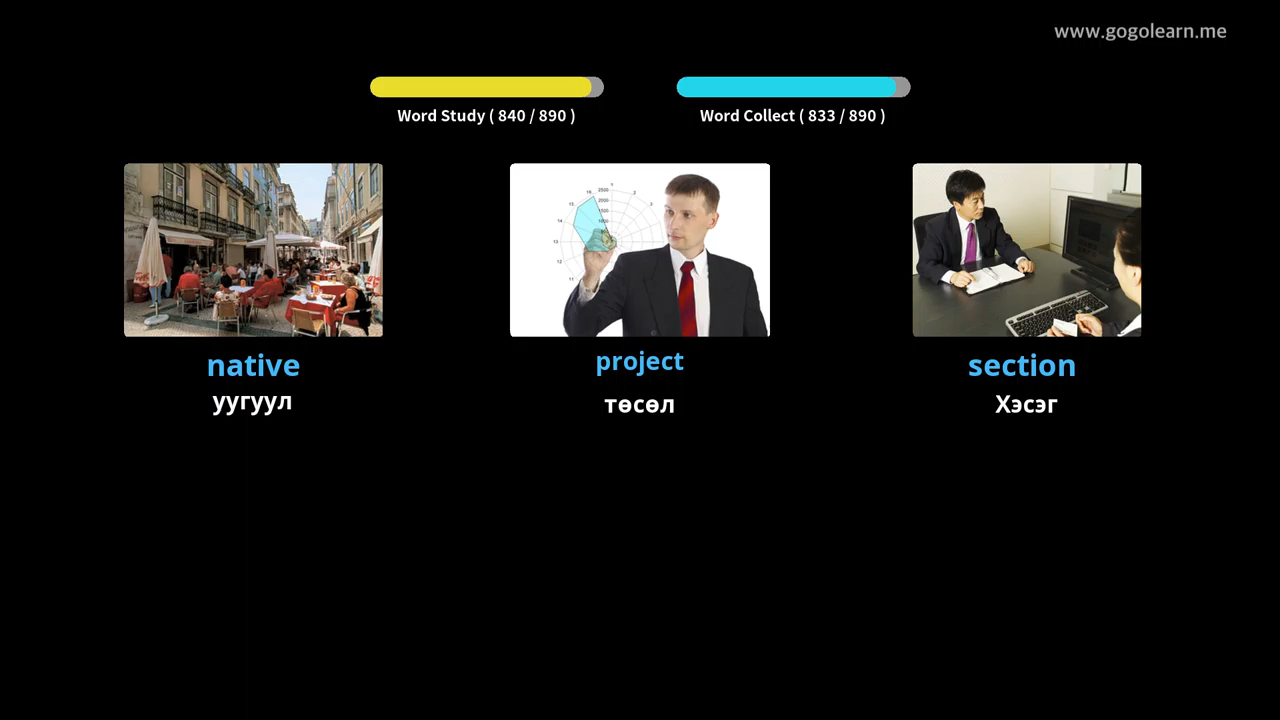 www.gogolearn.me
Word Study ( 840 / 890 )
Word Collect ( 833 / 890 )
native
уугуул
project
төсөл
section
Хэсэг